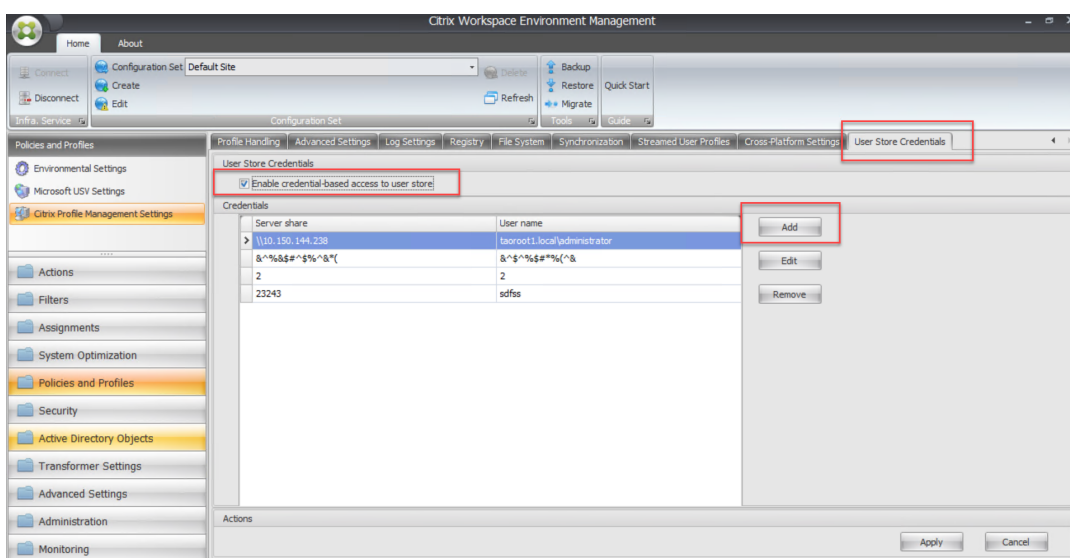 Citrix Workspace Environment Management
Home About
Connect
Disconnect
Infra. Service
Configuration Set Default Site
Create
Edit
Delete
Refresh
Configuration Set
Backup
Restore
Migrate
Tools
Quick Start
Guide
Policies and Profiles
Environmental Settings
Microsoft USV Settings
Citrix Profile Management Settings
Actions
Filters
Assignments
System Optimization
Policies and Profiles
Security
Active Directory Objects
Transformer Settings
Advanced Settings
Administration
Monitoring
Profile Handling Advanced Settings Log Settings Registry File System Synchronization Streamed User Profiles Cross-Platform Settings User Store Credentials
User Store Credentials
Enable credential-based access to user store
Credentials
Server share User name
\\10.150.144.238 taoroot1.local\administrator
&^%&$#^$%^&*( &^$^%$#*%(^&
2 2
23243 sdfss
Add
Edit
Remove
Actions
Apply Cancel